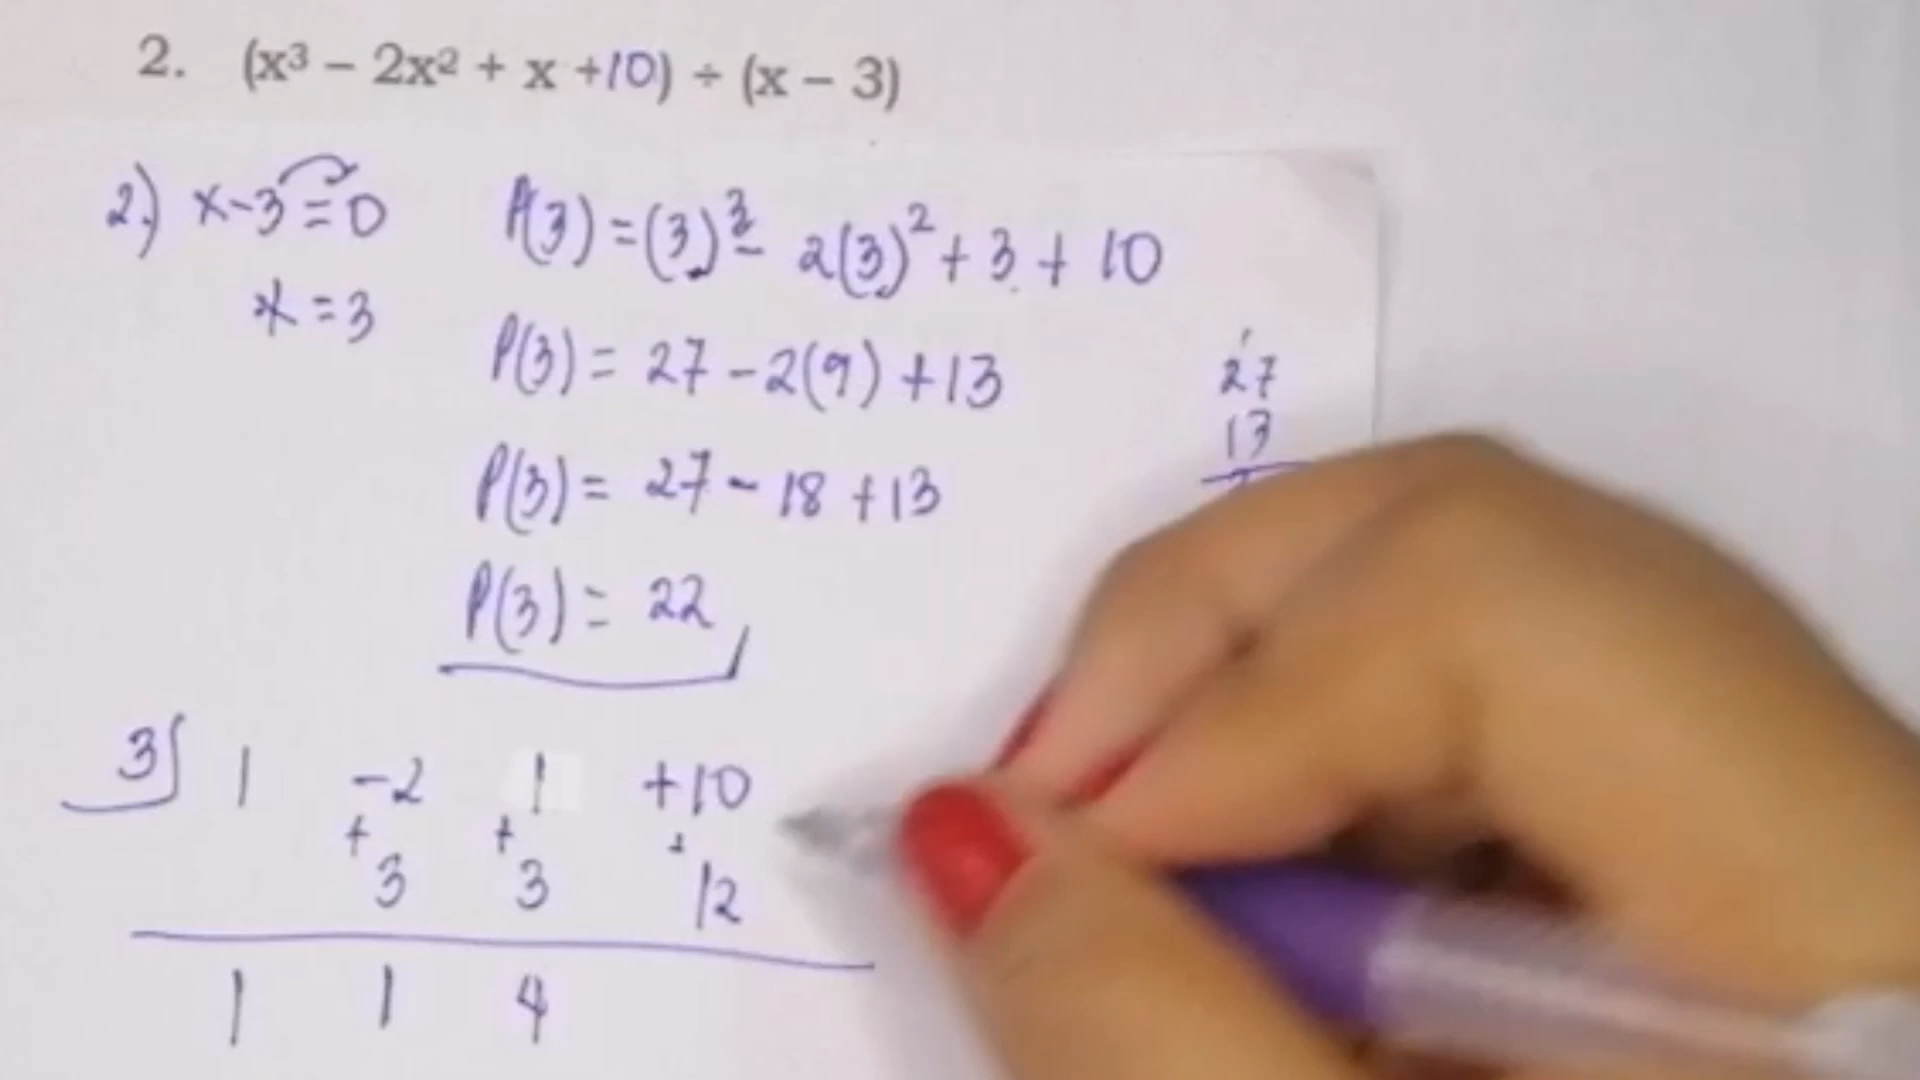 2. (x³ – 2x² + x +10) ÷ (x – 3)
2.) x-3=0
x=3
P(3)=(3)³- 2(3)²+3+10
P(3)= 27-2(9)+13
P(3)= 27-18+13
P(3)= 22
27
13
3 1 -2 1 +10
+ + +
3 3 12
1 1 4